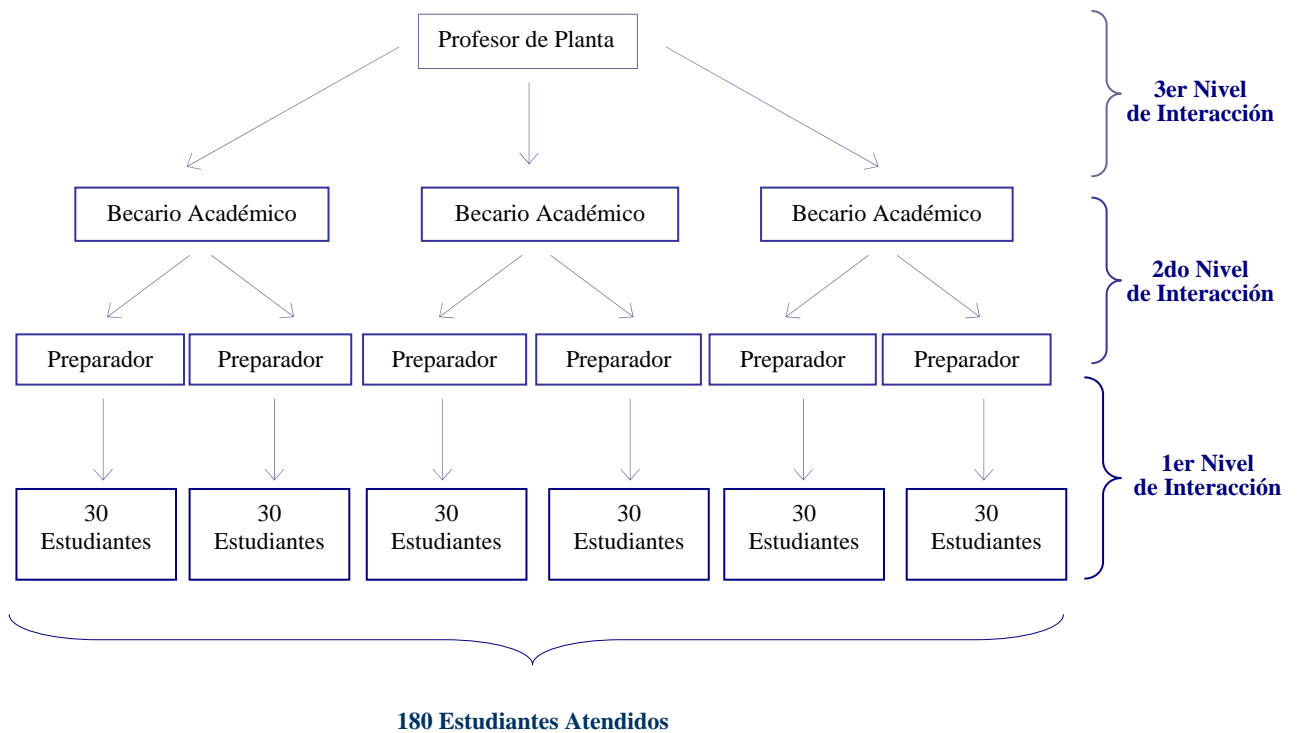 Profesor de Planta
3er Nivel
de Interacción
Becario Académico
Becario Académico
Becario Académico
2do Nivel
de Interacción
Preparador
Preparador
Preparador
Preparador
Preparador
Preparador
1er Nivel
de Interacción
30
Estudiantes
30
Estudiantes
30
Estudiantes
30
Estudiantes
30
Estudiantes
30
Estudiantes
180 Estudiantes Atendidos